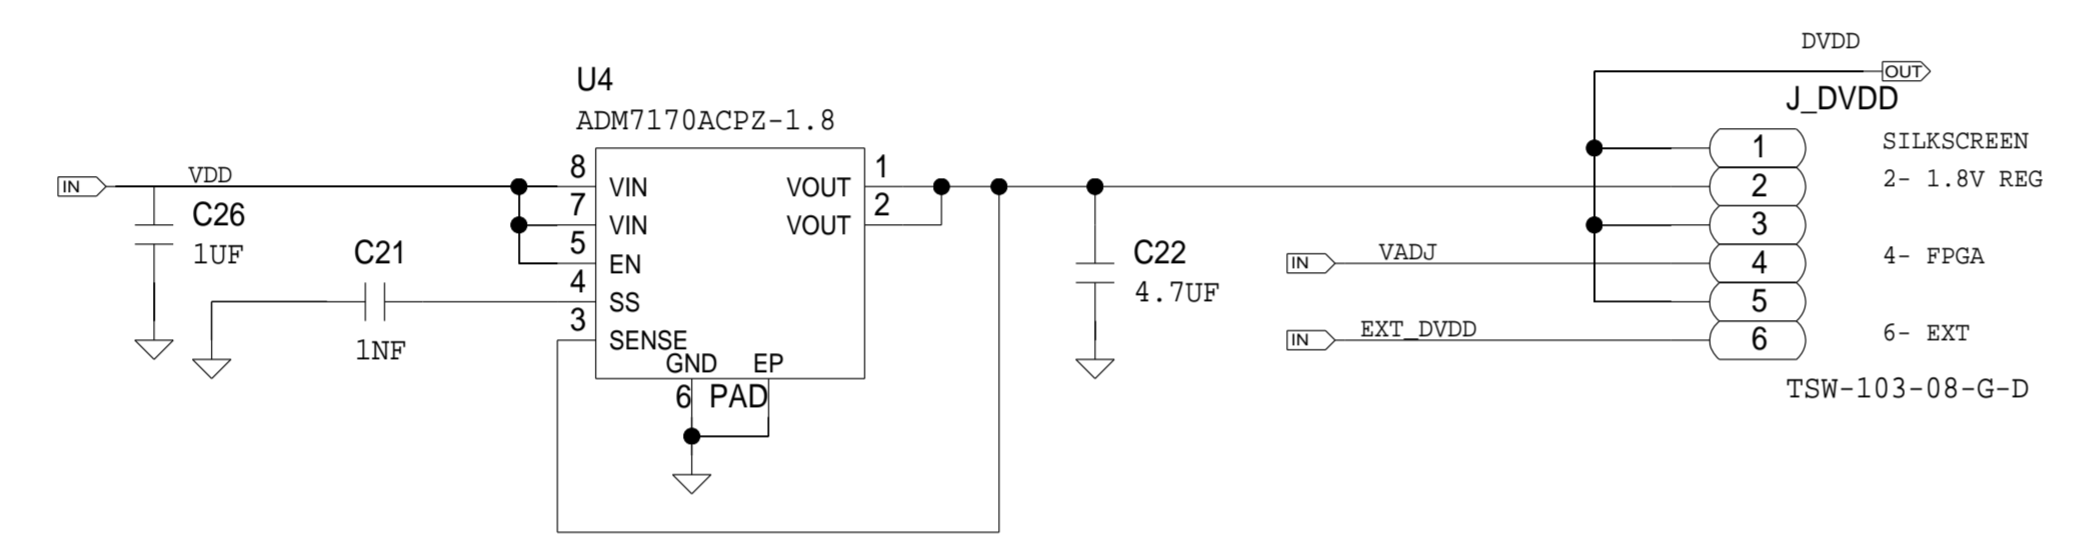 DVDD
OUT
U4
J_DVDD
ADM7170ACPZ-1.8
1 SILKSCREEN
IN VDD 8 VIN VOUT 1 2 2- 1.8V REG
7 VIN VOUT 2 3
C26
1UF
C21 5 EN C22 IN VADJ 4 4- FPGA
4 SS 4.7UF 5
1NF 3 SENSE IN EXT_DVDD 6 6- EXT
GND EP
6 PAD
TSW-103-08-G-D